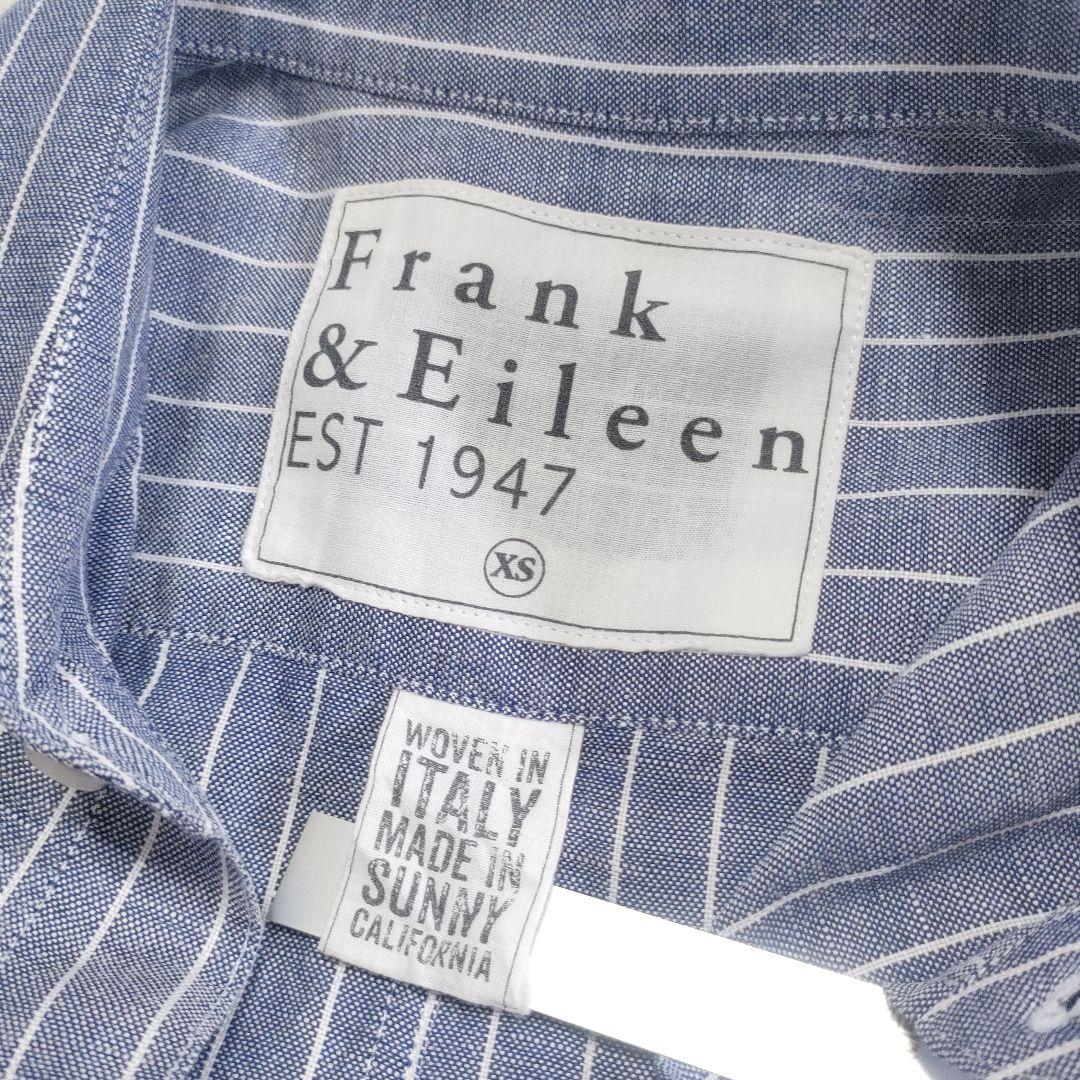 Frank
& Eileen
EST 1947
XS
WOVEN IN
ITALY
MADE IN
SUNNY
CALIFORNIA